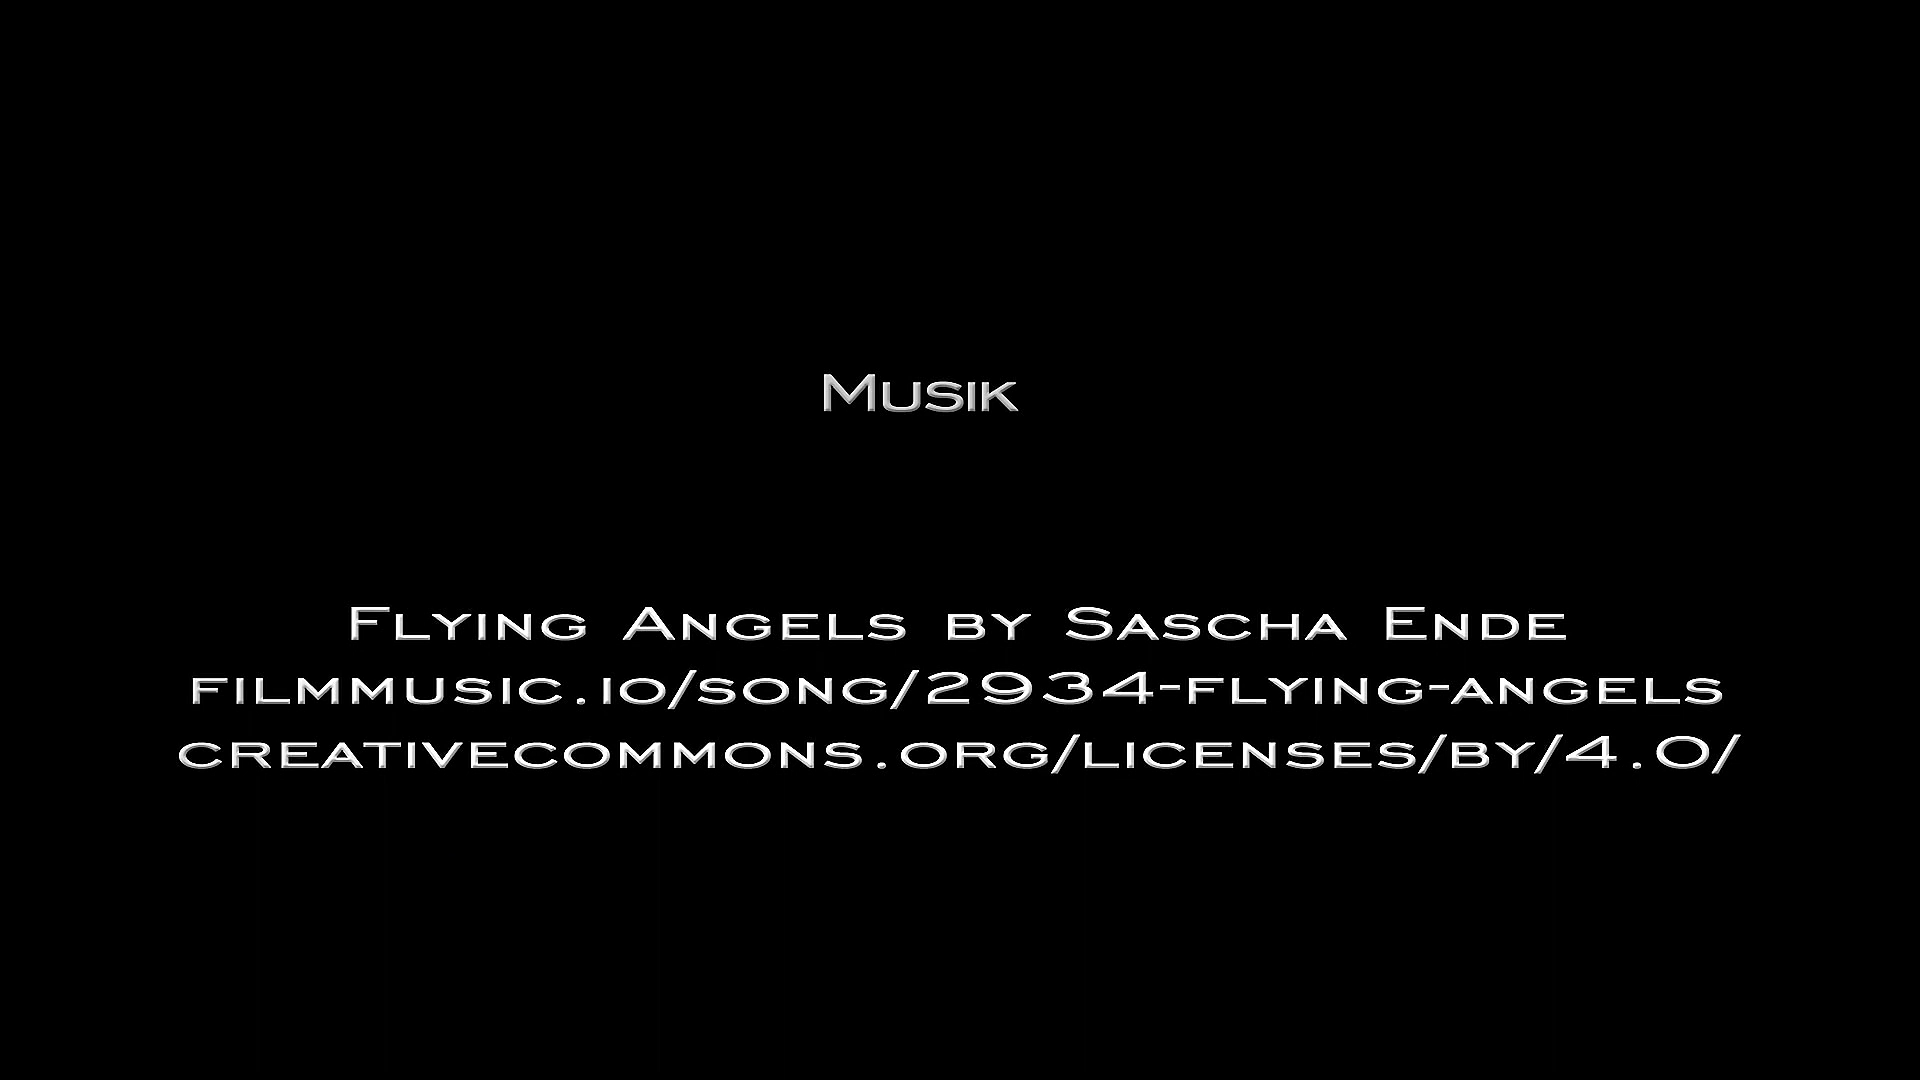 Musik
Flying Angels by Sascha Ende
filmmusic.io/song/2934-flying-angels
creativecommons.org/licenses/by/4.0/